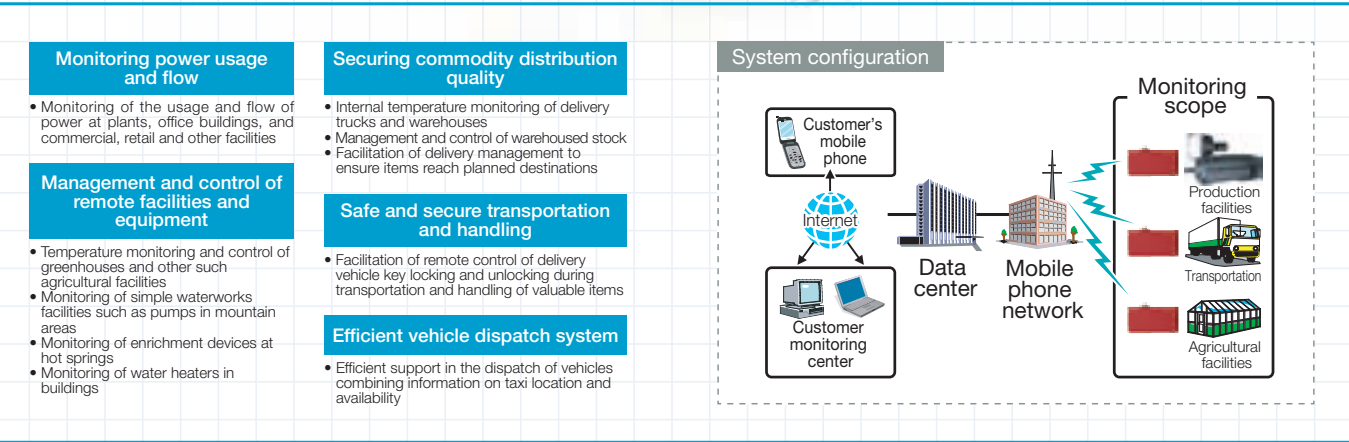 Monitoring power usage
and flow
• Monitoring of the usage and flow of
power at plants, office buildings, and
commercial, retail and other facilities
Management and control of
remote facilities and
equipment
• Temperature monitoring and control of
greenhouses and other such
agricultural facilities
• Monitoring of simple waterworks
facilities such as pumps in mountain
areas
• Monitoring of enrichment devices at
hot springs
• Monitoring of water heaters in
buildings
Securing commodity distribution
quality
• Internal temperature monitoring of delivery
trucks and warehouses
• Management and control of warehoused stock
• Facilitation of delivery management to
ensure items reach planned destinations
Safe and secure transportation
and handling
• Facilitation of remote control of delivery
vehicle key locking and unlocking during
transportation and handling of valuable items
Efficient vehicle dispatch system
• Efficient support in the dispatch of vehicles
combining information on taxi location and
availability
System configuration
Customer's
mobile
phone
Internet
Customer
monitoring
center
Data
center
Mobile
phone
network
Monitoring
scope
Production
facilities
Transportation
Agricultural
facilities